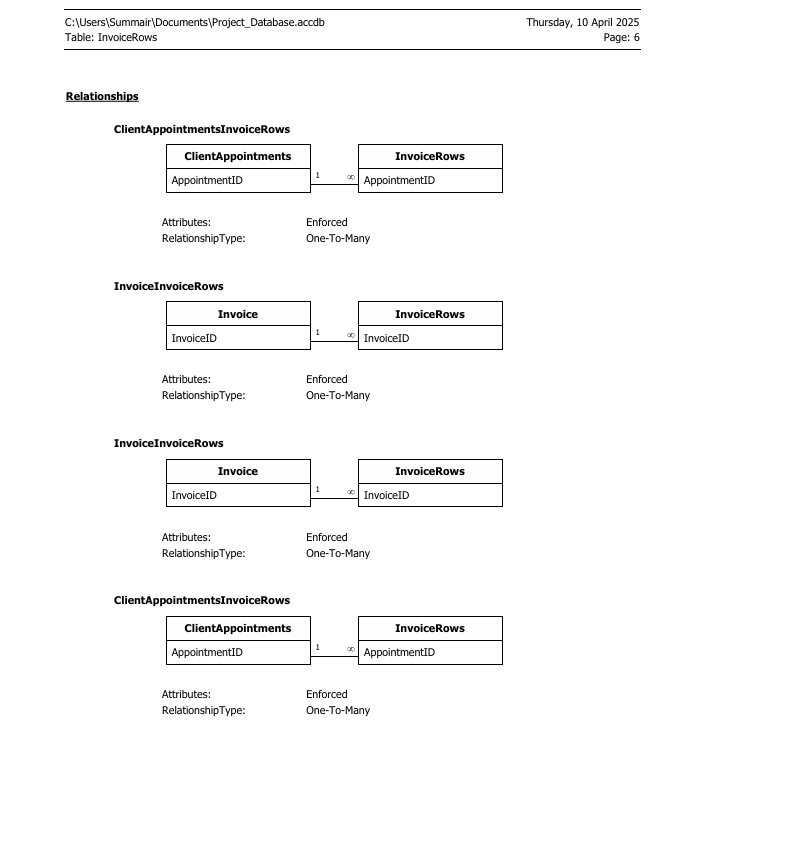 C:\Users\Summair\Documents\Project_Database.accdb Thursday, 10 April 2025
Table: InvoiceRows Page: 6
Relationships
ClientAppointmentsInvoiceRows
ClientAppointments InvoiceRows
AppointmentID 1 ∞ AppointmentID
Attributes: Enforced
RelationshipType: One-To-Many
InvoiceInvoiceRows
Invoice InvoiceRows
InvoiceID 1 ∞ InvoiceID
Attributes: Enforced
RelationshipType: One-To-Many
InvoiceInvoiceRows
Invoice InvoiceRows
InvoiceID 1 ∞ InvoiceID
Attributes: Enforced
RelationshipType: One-To-Many
ClientAppointmentsInvoiceRows
ClientAppointments InvoiceRows
AppointmentID 1 ∞ AppointmentID
Attributes: Enforced
RelationshipType: One-To-Many